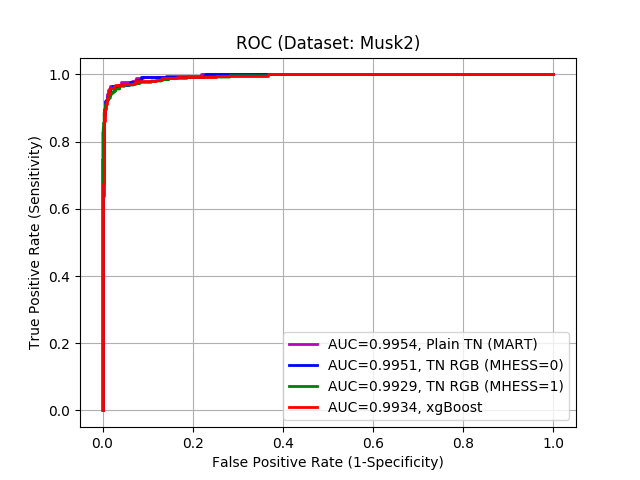 ROC (Dataset: Musk2)
True Positive Rate (Sensitivity)
1.0
0.8
0.6
0.4
0.2
0.0
AUC=0.9954, Plain TN (MART)
AUC=0.9951, TN RGB (MHESS=0)
AUC=0.9929, TN RGB (MHESS=1)
AUC=0.9934, xgBoost
0.0 0.2 0.4 0.6 0.8 1.0
False Positive Rate (1-Specificity)